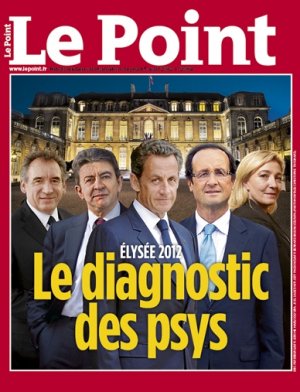 Le Point
Le Point
www.lepoint.fr
ÉLYSÉE 2012
Le diagnostic
des psys